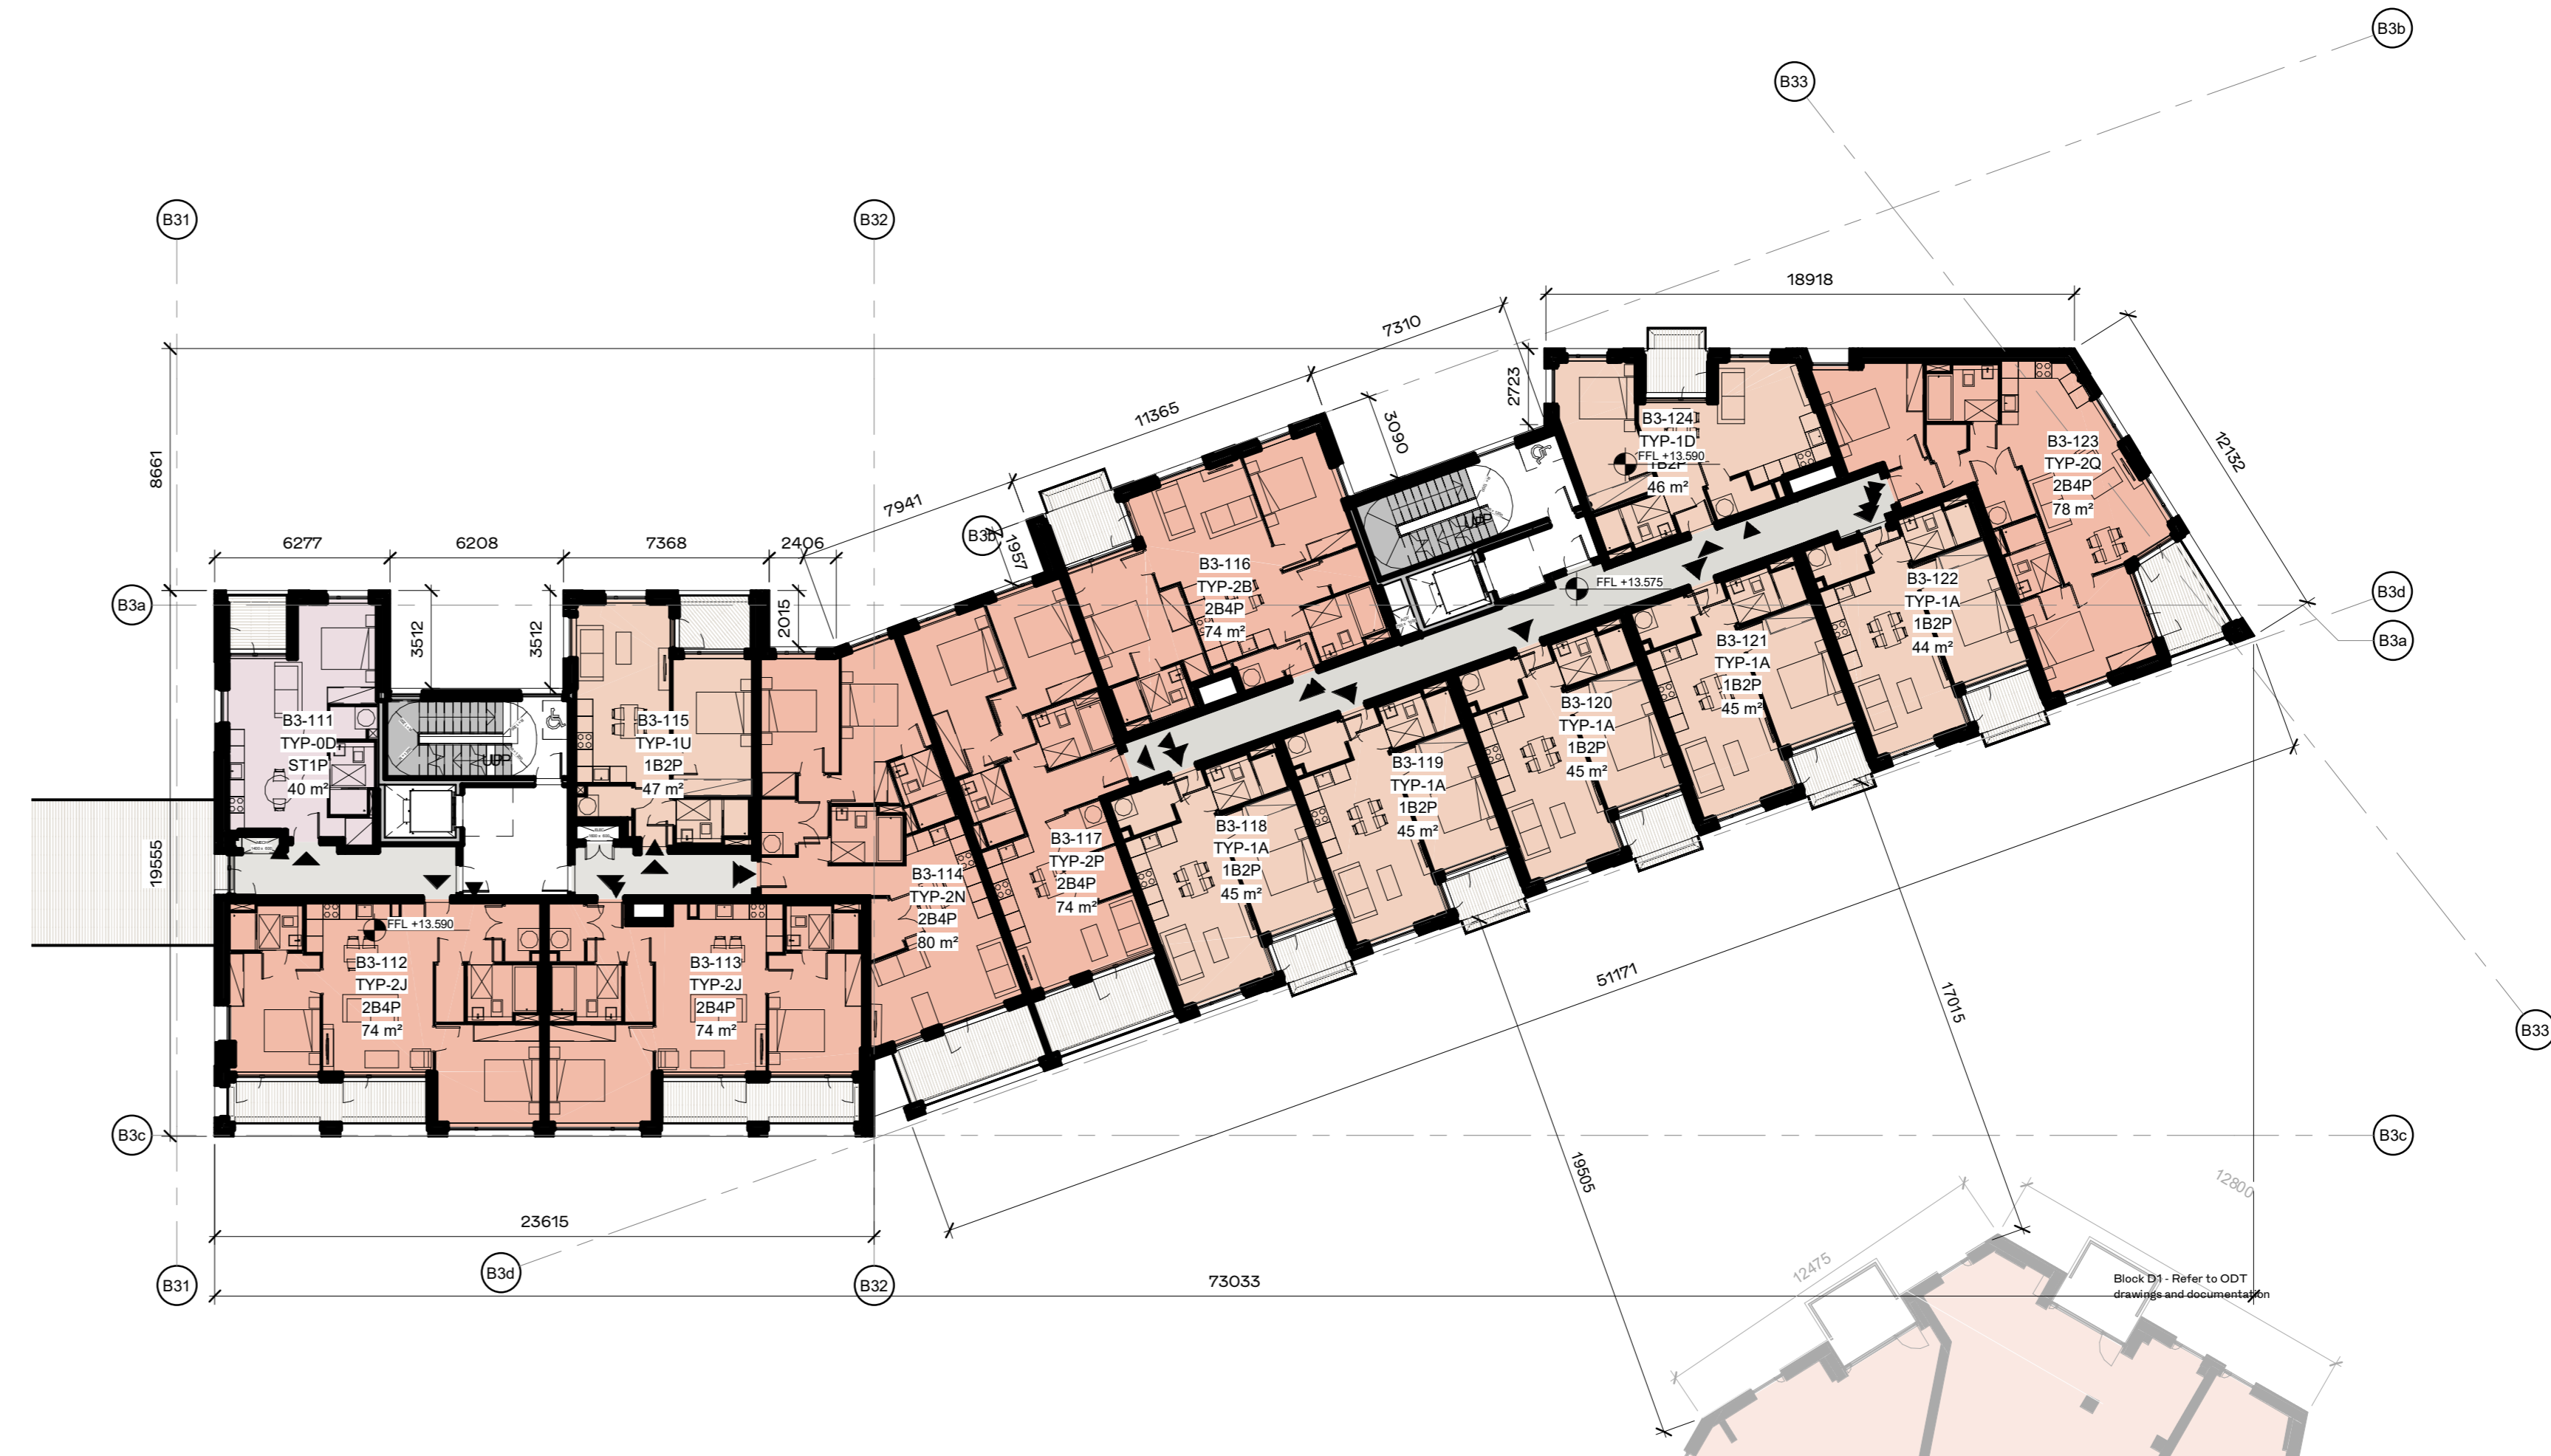 B3b
B33
B31
B32
18918
7310
2723
12132
11365
3090
8661
7941
B3b
1957
6277
6208
7368
2406
B3a
3512
3512
2015
B3d
B3a
B3-124
TYP-1D
FFL +13.590
1B2P
46 m²
B3-123
TYP-2Q
2B4P
78 m²
B3-116
TYP-2B
2B4P
74 m²
UP
FFL +13.575
B3-122
TYP-1A
1B2P
44 m²
B3-121
TYP-1A
1B2P
45 m²
B3-120
TYP-1A
1B2P
45 m²
B3-119
TYP-1A
1B2P
45 m²
B3-118
TYP-1A
1B2P
45 m²
B3-117
TYP-2P
2B4P
74 m²
B3-111
TYP-0D
ST1P
40 m²
UP
B3-115
TYP-1U
1B2P
47 m²
B3-114
TYP-2N
2B4P
80 m²
19555
FFL +13.590
B3-112
TYP-2J
2B4P
74 m²
B3-113
TYP-2J
2B4P
74 m²
51171
17015
B33
B3c
B3c
19505
12800
23615
B3d
B31
B32
73033
12475
Block D1 - Refer to ODT
drawings and documentation